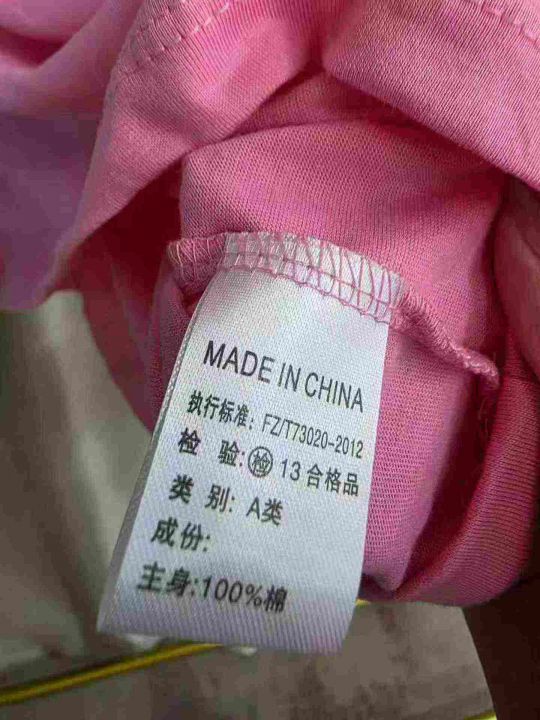 MADE IN CHINA
执行标准: FZ/T73020-2012
检 验:检 13 合格品
类 别: A类
成份:
主身:100%棉